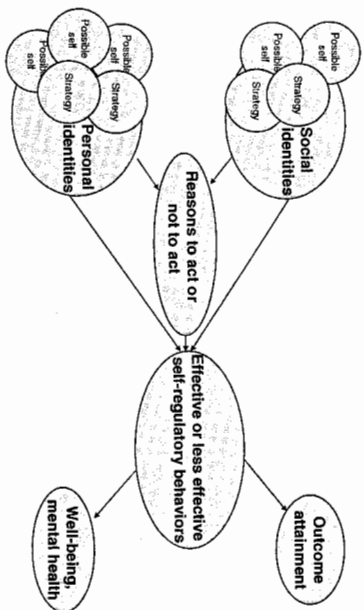 Possible
self
Possible
self
Strategy
Strategy
Social
identities
Reasons to act or
not to act
Possible
self
Possible
self
Possible
self
Strategy
Strategy
Personal
identities
Effective or less effective
self-regulatory behaviors
Outcome
attainment
Well-being,
mental health